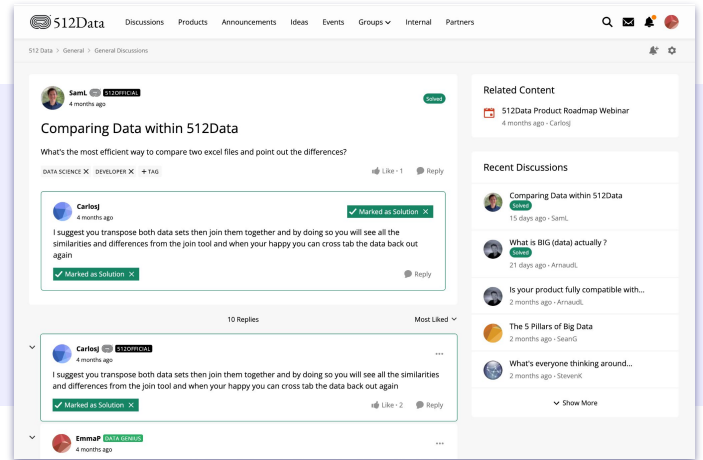 512Data
Discussions Products Announcements Ideas Events Groups Internal Partners
512 Data > General > General Discussions
SamL 512OFFICIAL
4 months ago
Solved
Comparing Data within 512Data
What's the most efficient way to compare two excel files and point out the differences?
DATA SCIENCE X DEVELOPER X + TAG
Like · 1 Reply
CarlosJ
4 months ago
✓ Marked as Solution ×
I suggest you transpose both data sets then join them together and by doing so you will see all the
similarities and differences from the join tool and when your happy you can cross tab the data back out
again
✓ Marked as Solution ×
Reply
10 Replies
Most Liked
CarlosJ 512OFFICIAL
4 months ago
I suggest you transpose both data sets then join them together and by doing so you will see all the similarities
and differences from the join tool and when your happy you can cross tab the data back out again
✓ Marked as Solution ×
Like · 2 Reply
EmmaP DATA GENIUS
4 months ago
Related Content
512Data Product Roadmap Webinar
4 months ago · CarlosJ
Recent Discussions
Comparing Data within 512Data
Solved
15 days ago · SamL
What is BIG (data) actually ?
Solved
21 days ago · ArnaudL
Is your product fully compatible with...
2 months ago · ArnaudL
The 5 Pillars of Big Data
2 months ago · SeanG
What's everyone thinking around...
2 months ago · StevenK
Show More